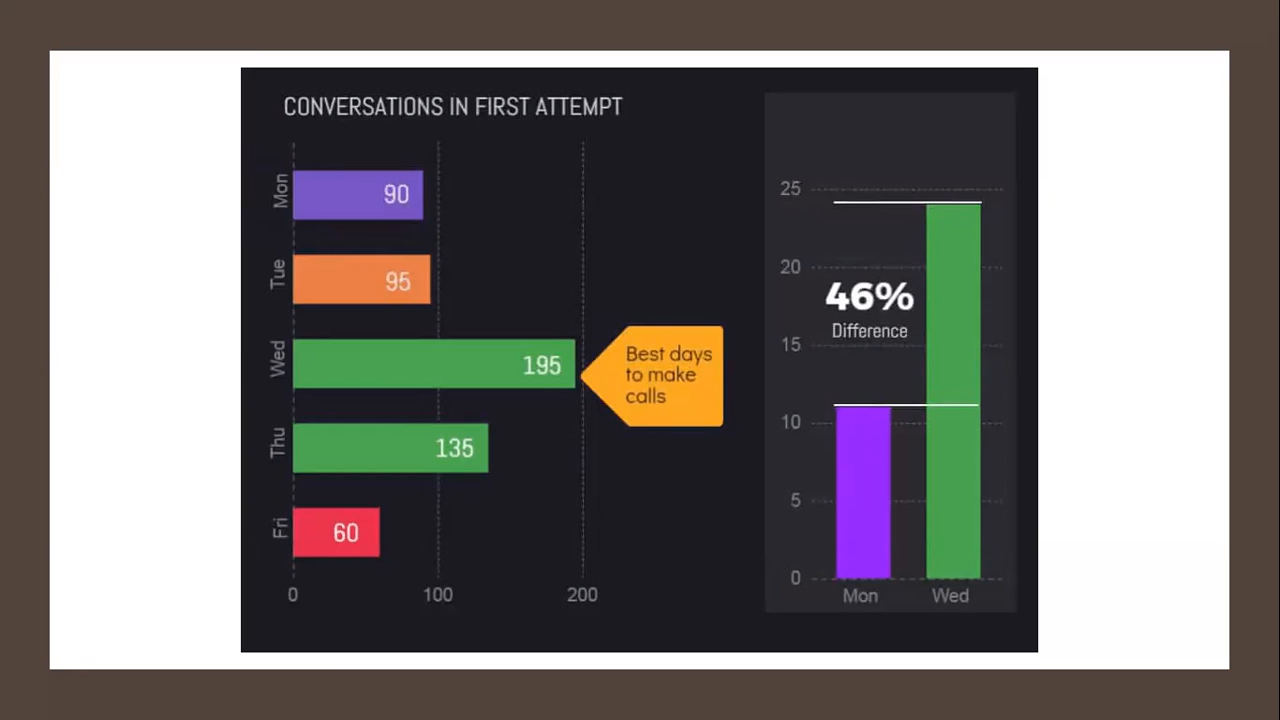 CONVERSATIONS IN FIRST ATTEMPT
Mon
90
Tue
95
Wed
195
Best days
to make
calls
Thu
135
Fri
60
0
100
200
25
20
15
10
5
0
46%
Difference
Mon
Wed